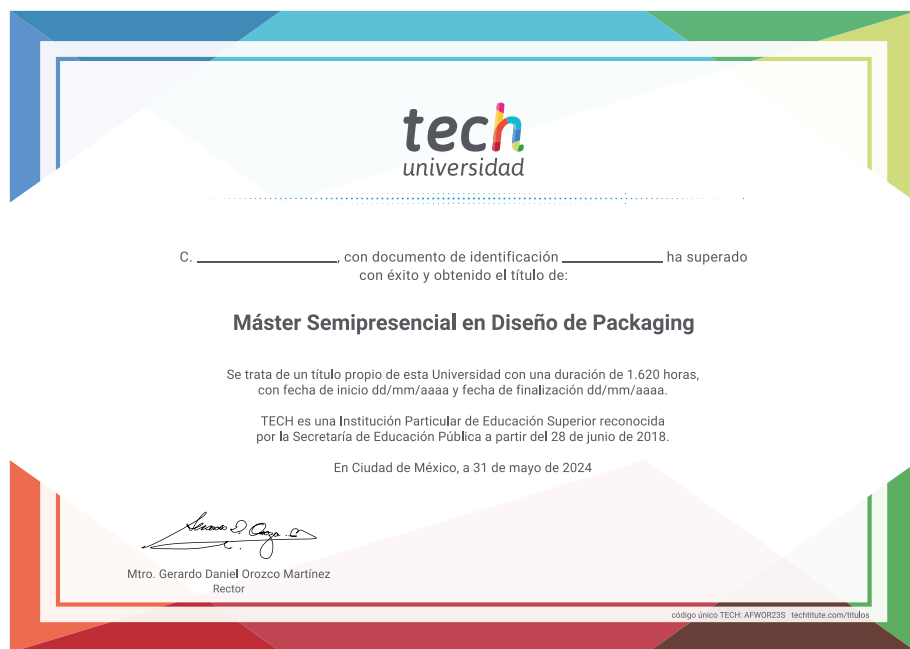 tech
universidad
C. ____________, con documento de identificación ____________ ha superado
con éxito y obtenido el título de:
Máster Semipresencial en Diseño de Packaging
Se trata de un título propio de esta Universidad con una duración de 1.620 horas,
con fecha de inicio dd/mm/aaaa y fecha de finalización dd/mm/aaaa.
TECH es una Institución Particular de Educación Superior reconocida
por la Secretaría de Educación Pública a partir del 28 de junio de 2018.
En Ciudad de México, a 31 de mayo de 2024
Mtro. Gerardo Daniel Orozco Martínez
Rector
código único TECH: AFWOR23S techtitute.com/titulos